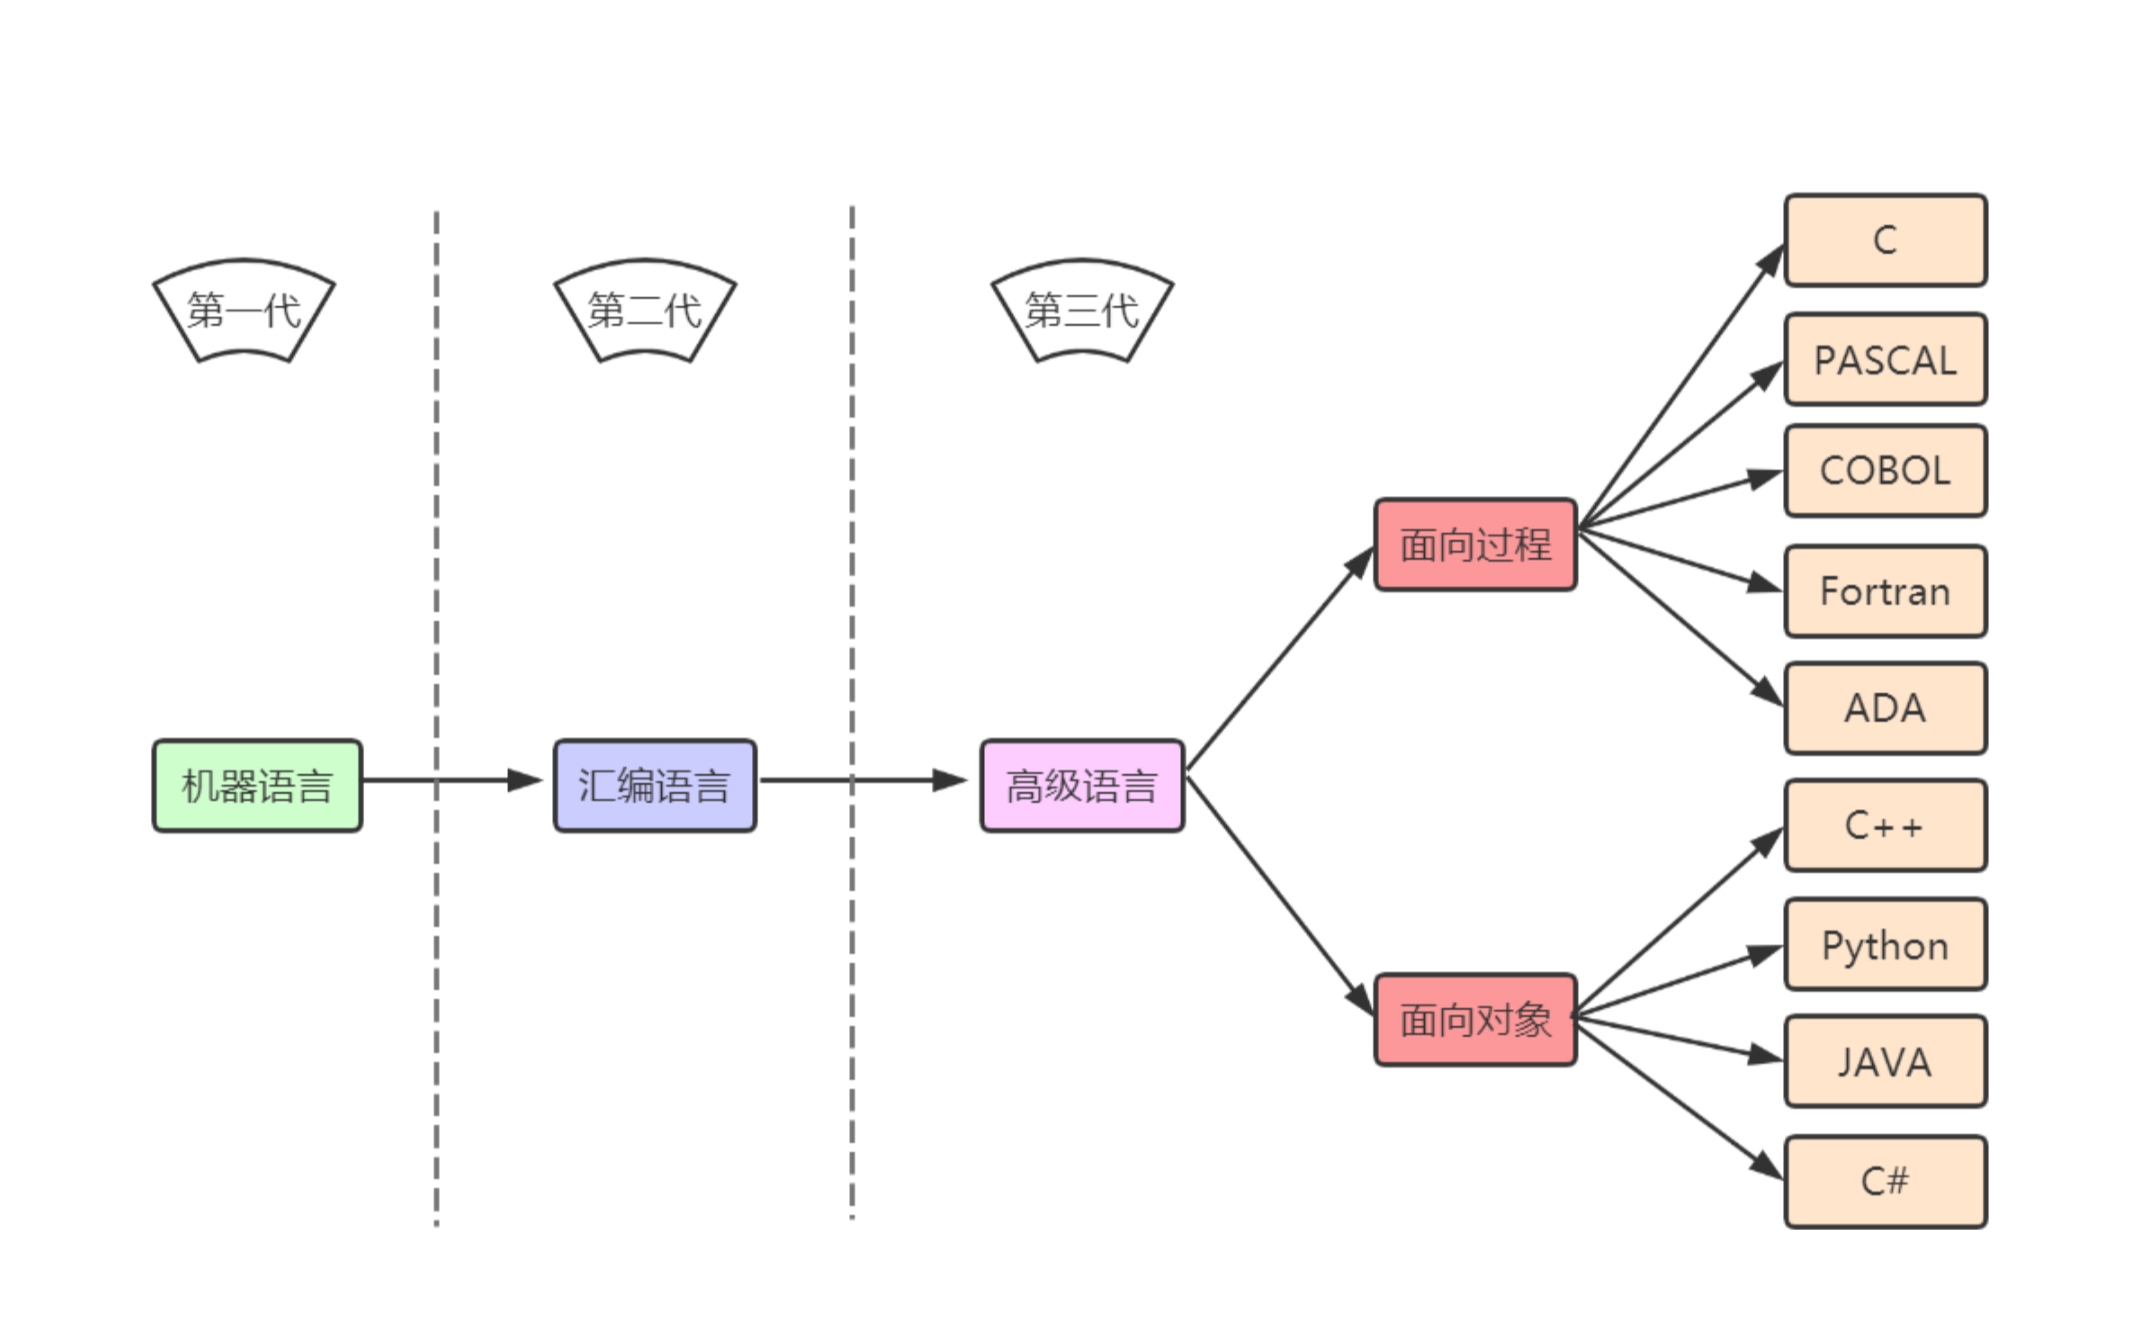 第一代
第二代
第三代
机器语言
汇编语言
高级语言
面向过程
面向对象
C
PASCAL
COBOL
Fortran
ADA
C++
Python
JAVA
C#